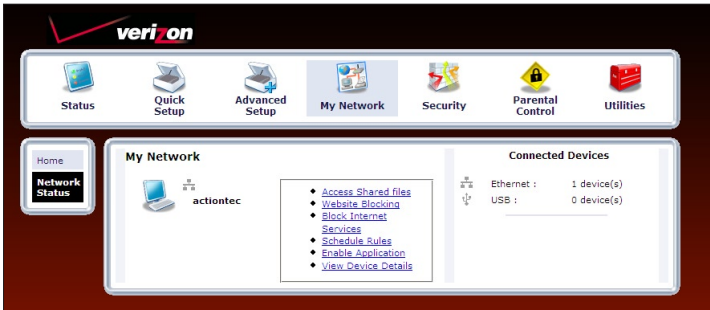 verizon
Status
Quick
Setup
Advanced
Setup
My Network
Security
Parental
Control
Utilities
Home
Network
Status
My Network
actiontec
Access Shared files
Website Blocking
Block Internet
Services
Schedule Rules
Enable Application
View Device Details
Connected Devices
Ethernet : 1 device(s)
USB : 0 device(s)